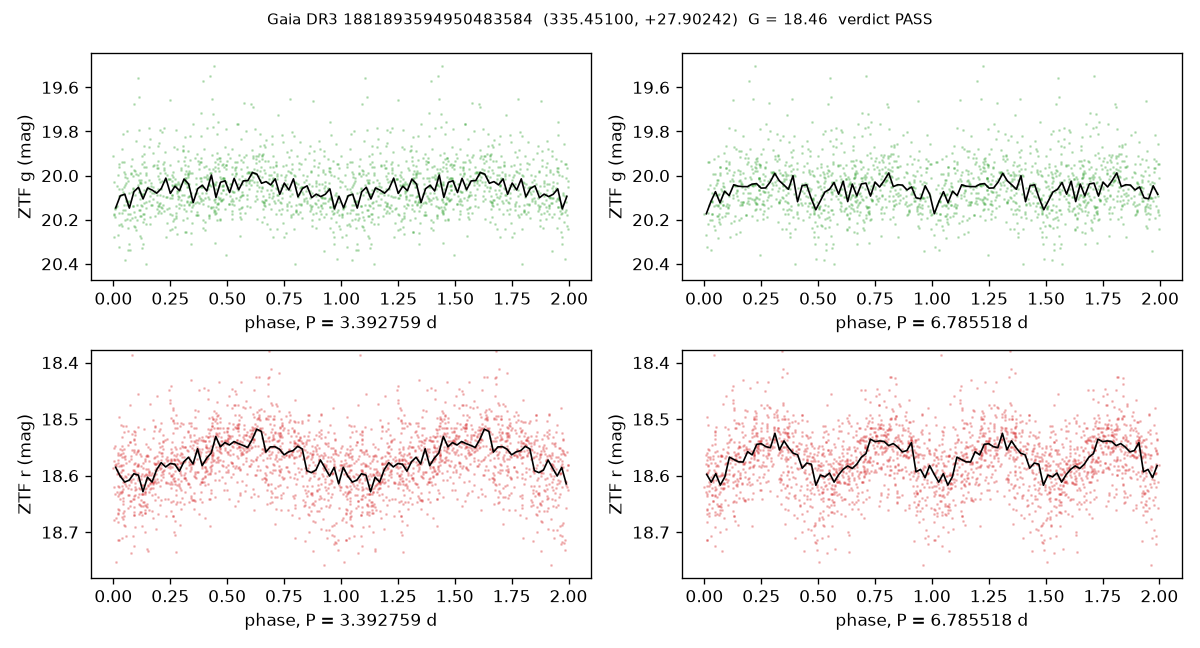 Gaia DR3 1881893594950483584 (335.45100, +27.90242) G = 18.46 verdict PASS
ZTF g (mag)
19.6
19.8
20.0
20.2
20.4
0.00 0.25 0.50 0.75 1.00 1.25 1.50 1.75 2.00
phase, P = 3.392759 d
ZTF g (mag)
19.6
19.8
20.0
20.2
20.4
0.00 0.25 0.50 0.75 1.00 1.25 1.50 1.75 2.00
phase, P = 6.785518 d
ZTF r (mag)
18.4
18.5
18.6
18.7
0.00 0.25 0.50 0.75 1.00 1.25 1.50 1.75 2.00
phase, P = 3.392759 d
ZTF r (mag)
18.4
18.5
18.6
18.7
0.00 0.25 0.50 0.75 1.00 1.25 1.50 1.75 2.00
phase, P = 6.785518 d